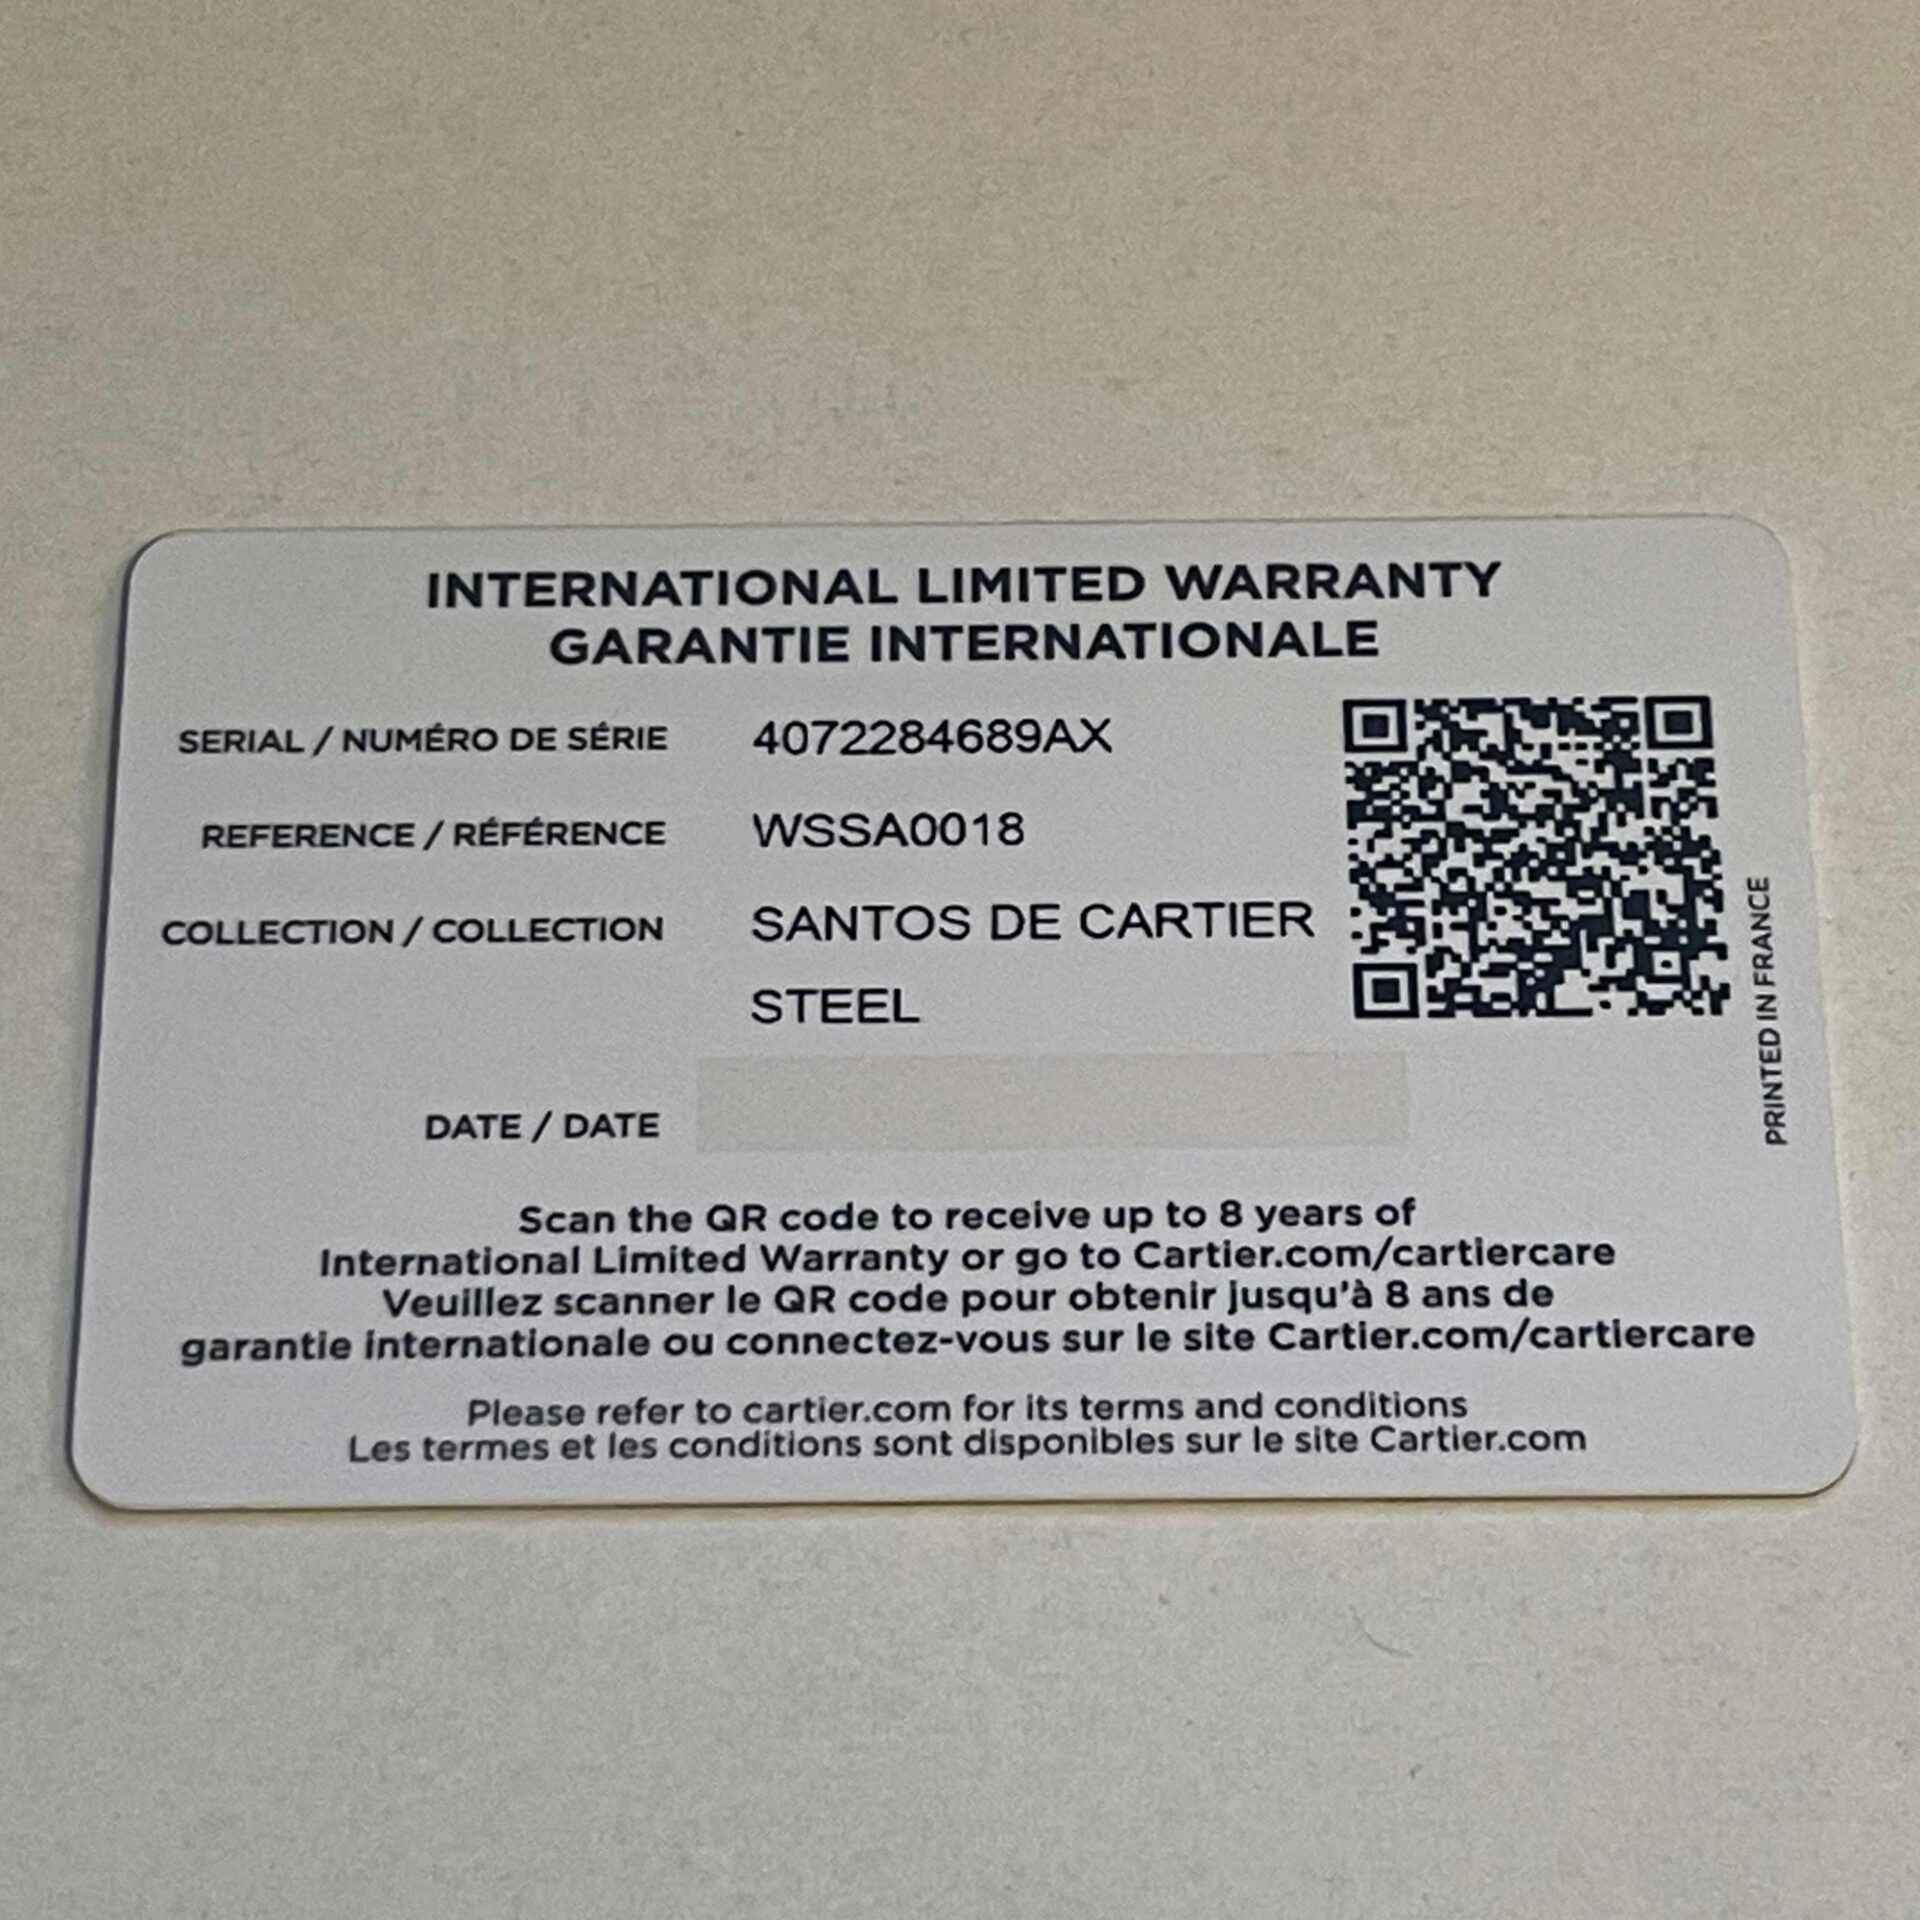 INTERNATIONAL LIMITED WARRANTY
GARANTIE INTERNATIONALE
SERIAL / NUMÉRO DE SÉRIE 4072284689AX
REFERENCE / RÉFÉRENCE WSSA0018
COLLECTION / COLLECTION SANTOS DE CARTIER
STEEL
DATE / DATE
PRINTED IN FRANCE
Scan the QR code to receive up to 8 years of
International Limited Warranty or go to Cartier.com/cartiercare
Veuillez scanner le QR code pour obtenir jusqu'à 8 ans de
garantie internationale ou connectez-vous sur le site Cartier.com/cartiercare
Please refer to cartier.com for its terms and conditions
Les termes et les conditions sont disponibles sur le site Cartier.com